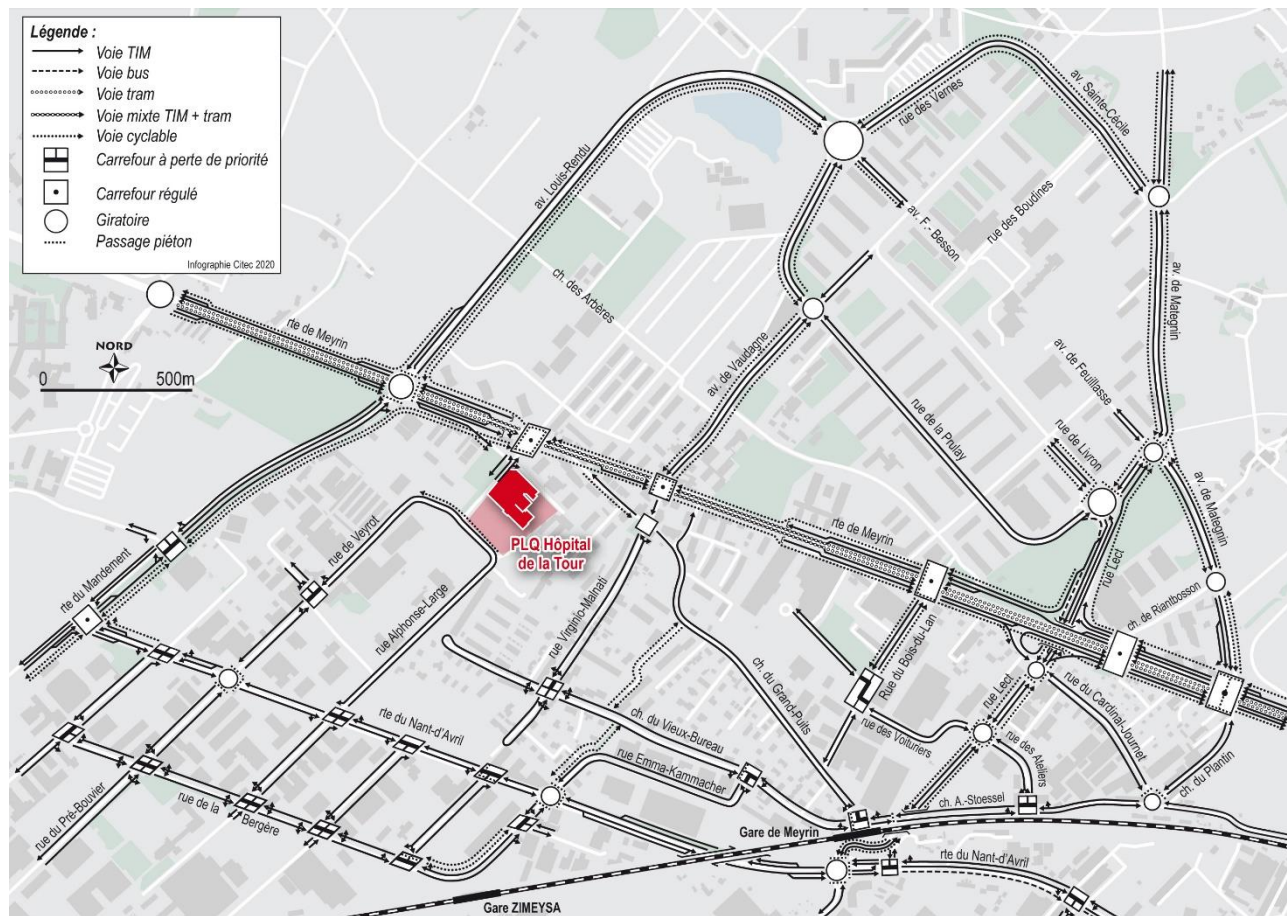 Légende :
Voie TIM
Voie bus
Voie tram
Voie mixte TIM + tram
Voie cyclable
Carrefour à perte de priorité
Carrefour régulé
Giratoire
Passage piéton
Infographie Citec 2020
NORD
0 500m
rte de Meyrin
av. Louis-Rendu
rue des Vernes
av. Sainte-Cécile
av. F.- Besson
rue des Boudines
ch. des Arbères
av. de Vaudagne
av. de Mategnin
av. de Feuillasse
rue de Livron
rue de la Prulay
av. de Mategnin
rte de Meyrin
rue Lect
ch. de Riantbosson
PLQ Hôpital
de la Tour
rue de Veyrot
rte du Mandement
rue Alphonse-Large
rue Virginio-Malnati
Rue du Bois-du-Lan
ch. du Grand-Puits
rue Lect
rue du Cardinal-Journet
rue des Voituriers
rue des Ateliers
ch. du Plantin
rte du Nant-d'Avril
ch. du Vieux-Bureau
rue Emma-Kammacher
rue du Pré-Bouvier
rue de la
Bergère
ch. A.-Stoessel
Gare de Meyrin
rte du Nant-d'Avril
Gare ZIMEYSA